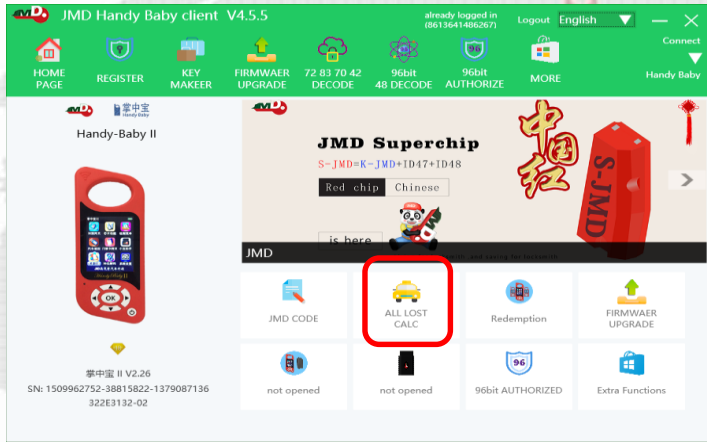 JMD Handy Baby client V4.5.5
already logged in
(8613641486267)
Logout
English
Connect
HOME
PAGE
REGISTER
KEY
MAKEER
FIRMWAER
UPGRADE
72 83 70 42
DECODE
96bit
48 DECODE
96
96bit
AUTHORIZE
MORE
Handy Baby
掌中宝
Handy Baby
Handy-Baby II
OK
掌中宝 II V2.26
SN: 1509962752-38815822-1379087136
322E3132-02
JMD Superchip
S-JMD=K-JMD+ID47+ID48
Red chip Chinese
is here
中国红
S-JMD
JMD
JMD CODE
ALL LOST
CALC
Redemption
FIRMWAER
UPGRADE
not opened
not opened
96
96bit AUTHORIZED
Extra Functions